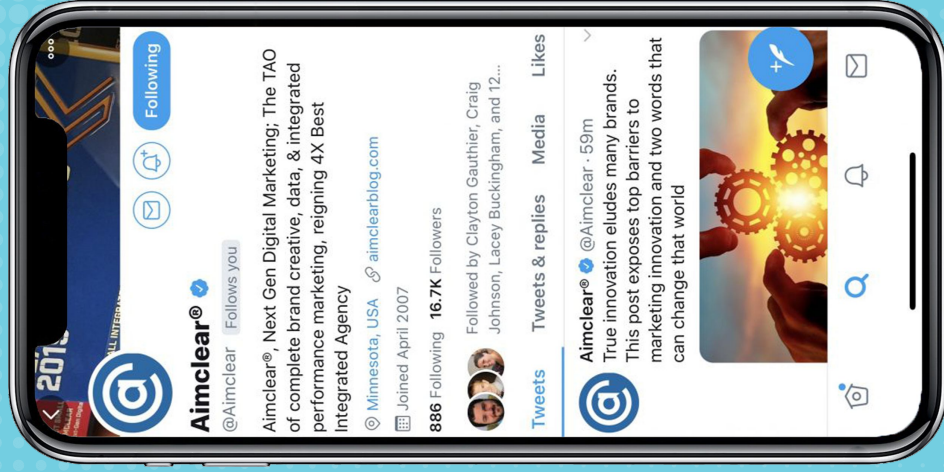 2018
ALL INTEGRAT
Following
Aimclear®
@Aimclear Follows you
Aimclear®, Next Gen Digital Marketing; The TAO
of complete brand creative, data, & integrated
performance marketing, reigning 4X Best
Integrated Agency
Minnesota, USA aimclearblog.com
Joined April 2007
886 Following 16.7K Followers
Followed by Clayton Gauthier, Craig
Johnson, Lacey Buckingham, and 12...
Tweets Tweets & replies Media Likes
Aimclear® @Aimclear · 59m
True innovation eludes many brands.
This post exposes top barriers to
marketing innovation and two words that
can change that world